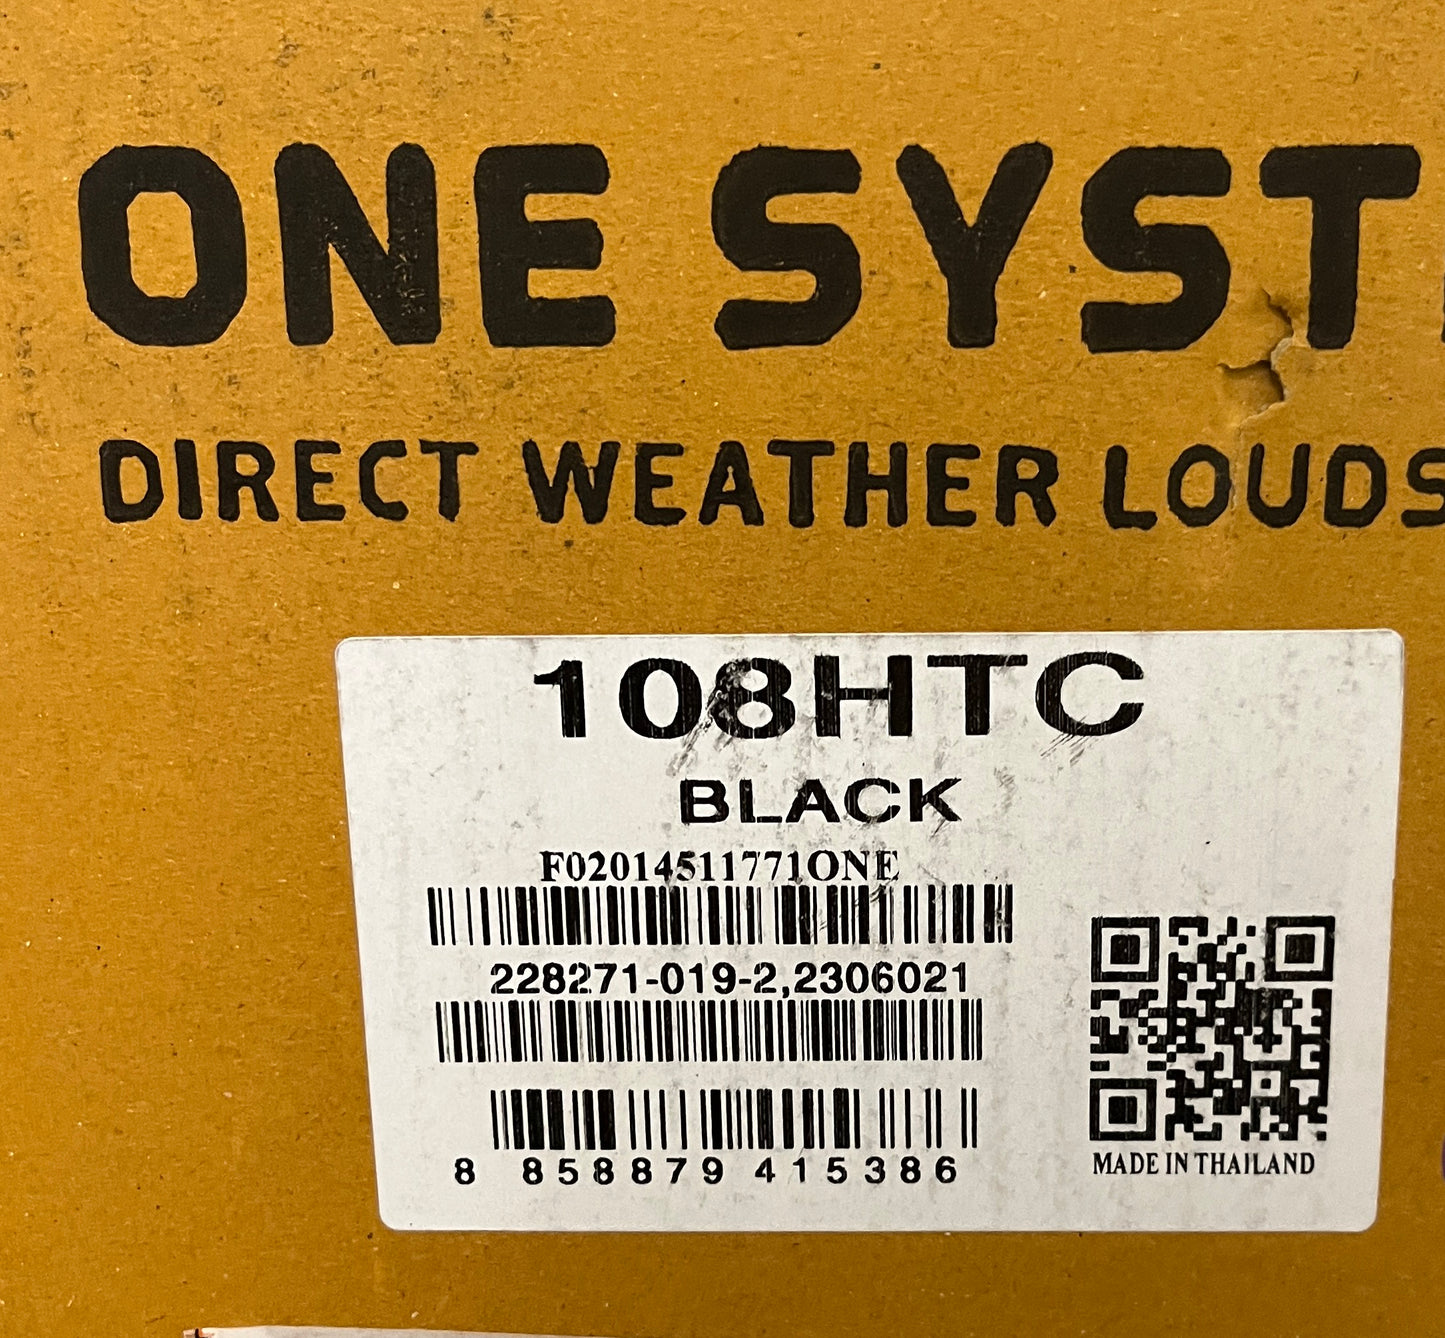 ONE SYST
DIRECT WEATHER LOUDS
108HTC
BLACK
F02014511771ONE
228271-019-2,2306021
8 858879 415386
MADE IN THAILAND